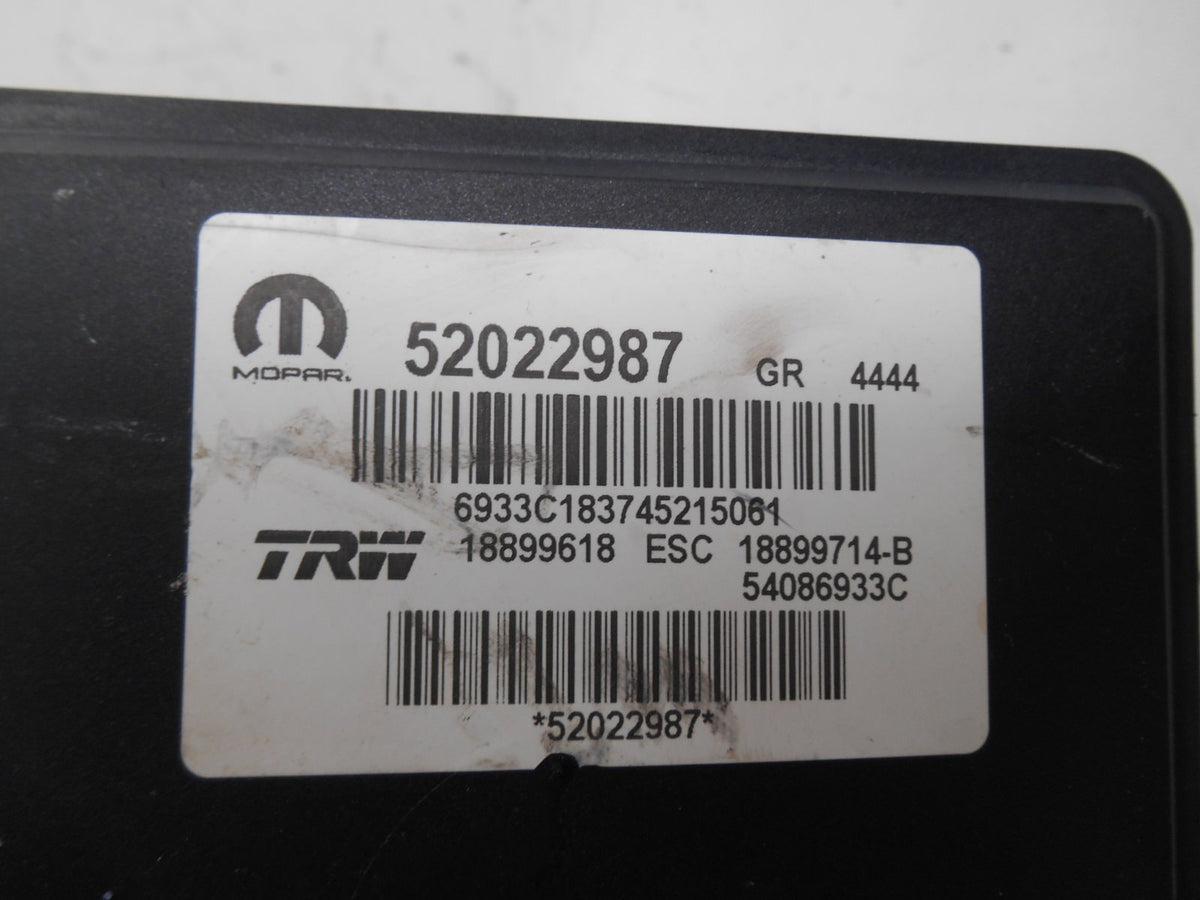 MOPAR.
52022987 GR 4444
6933C183745215061
TRW 18899618 ESC 18899714-B
54086933C
*52022987*